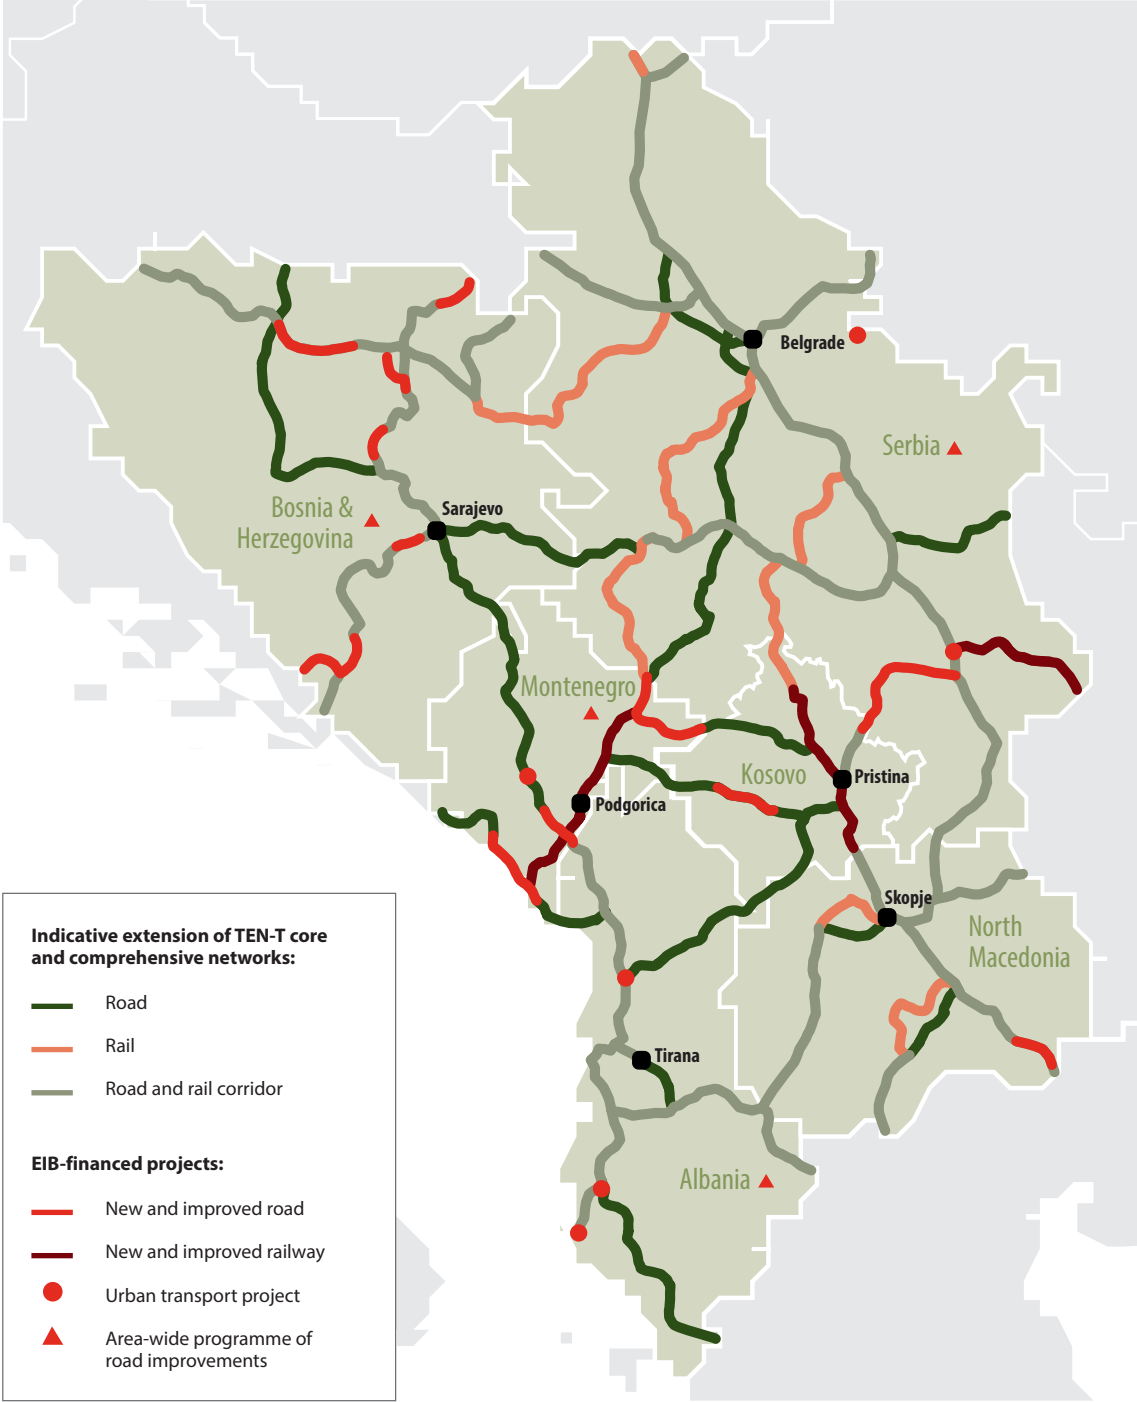 Belgrade
Serbia
Sarajevo
Bosnia &
Herzegovina
Montenegro
Kosovo
Pristina
Podgorica
Skopje
North
Macedonia
Tirana
Albania
Indicative extension of TEN-T core
and comprehensive networks:
Road
Rail
Road and rail corridor
EIB-financed projects:
New and improved road
New and improved railway
Urban transport project
Area-wide programme of
road improvements